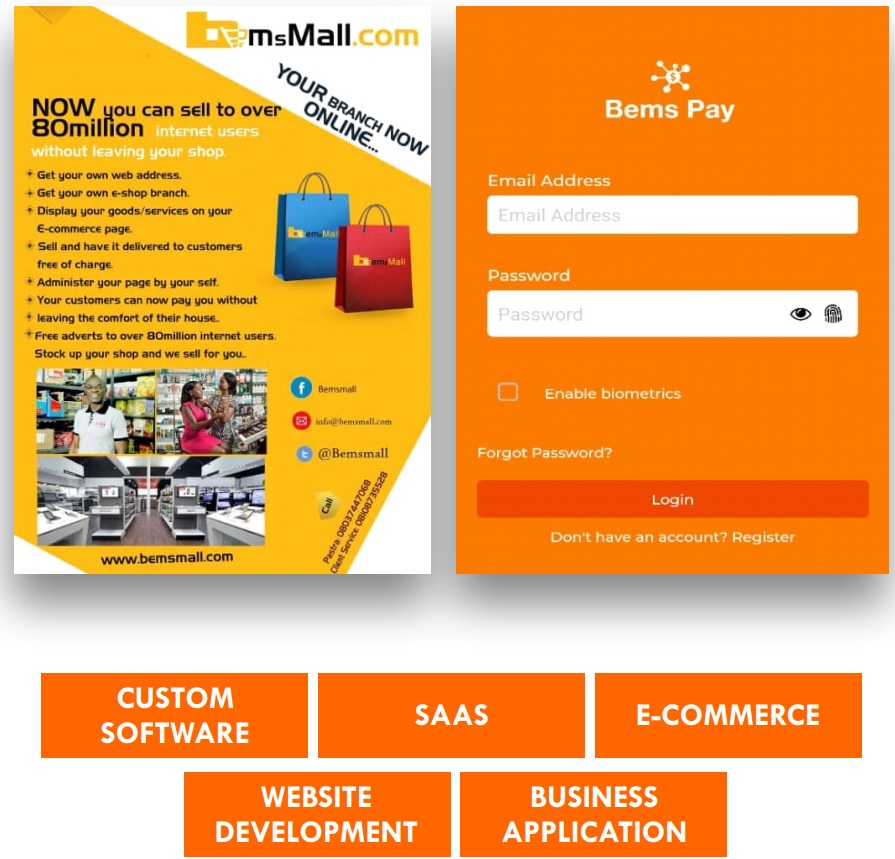 BemsMall.com
YOUR BRANCH NOW
ONLINE...
NOW you can sell to over
80million internet users
without leaving your shop.
Get your own web address.
Get your own e-shop branch.
Display your goods/services on your
E-commerce page.
Sell and have it delivered to customers
free of charge.
Administer your page by your self.
Your customers can now pay you without
leaving the comfort of their house..
Free adverts to over 80million internet users.
Stock up your shop and we sell for you..
BemsMall
BemsMall
f Bemsmall
info@bemsmall.com
t @Bemsmall
Call
Pastra: 08037447068
Client Service: 08108735528
www.bemsmall.com
$
Bems Pay
Email Address
Email Address
Password
Password
Enable biometrics
Forgot Password?
Login
Don't have an account? Register
CUSTOM
SOFTWARE
SAAS
E-COMMERCE
WEBSITE
DEVELOPMENT
BUSINESS
APPLICATION